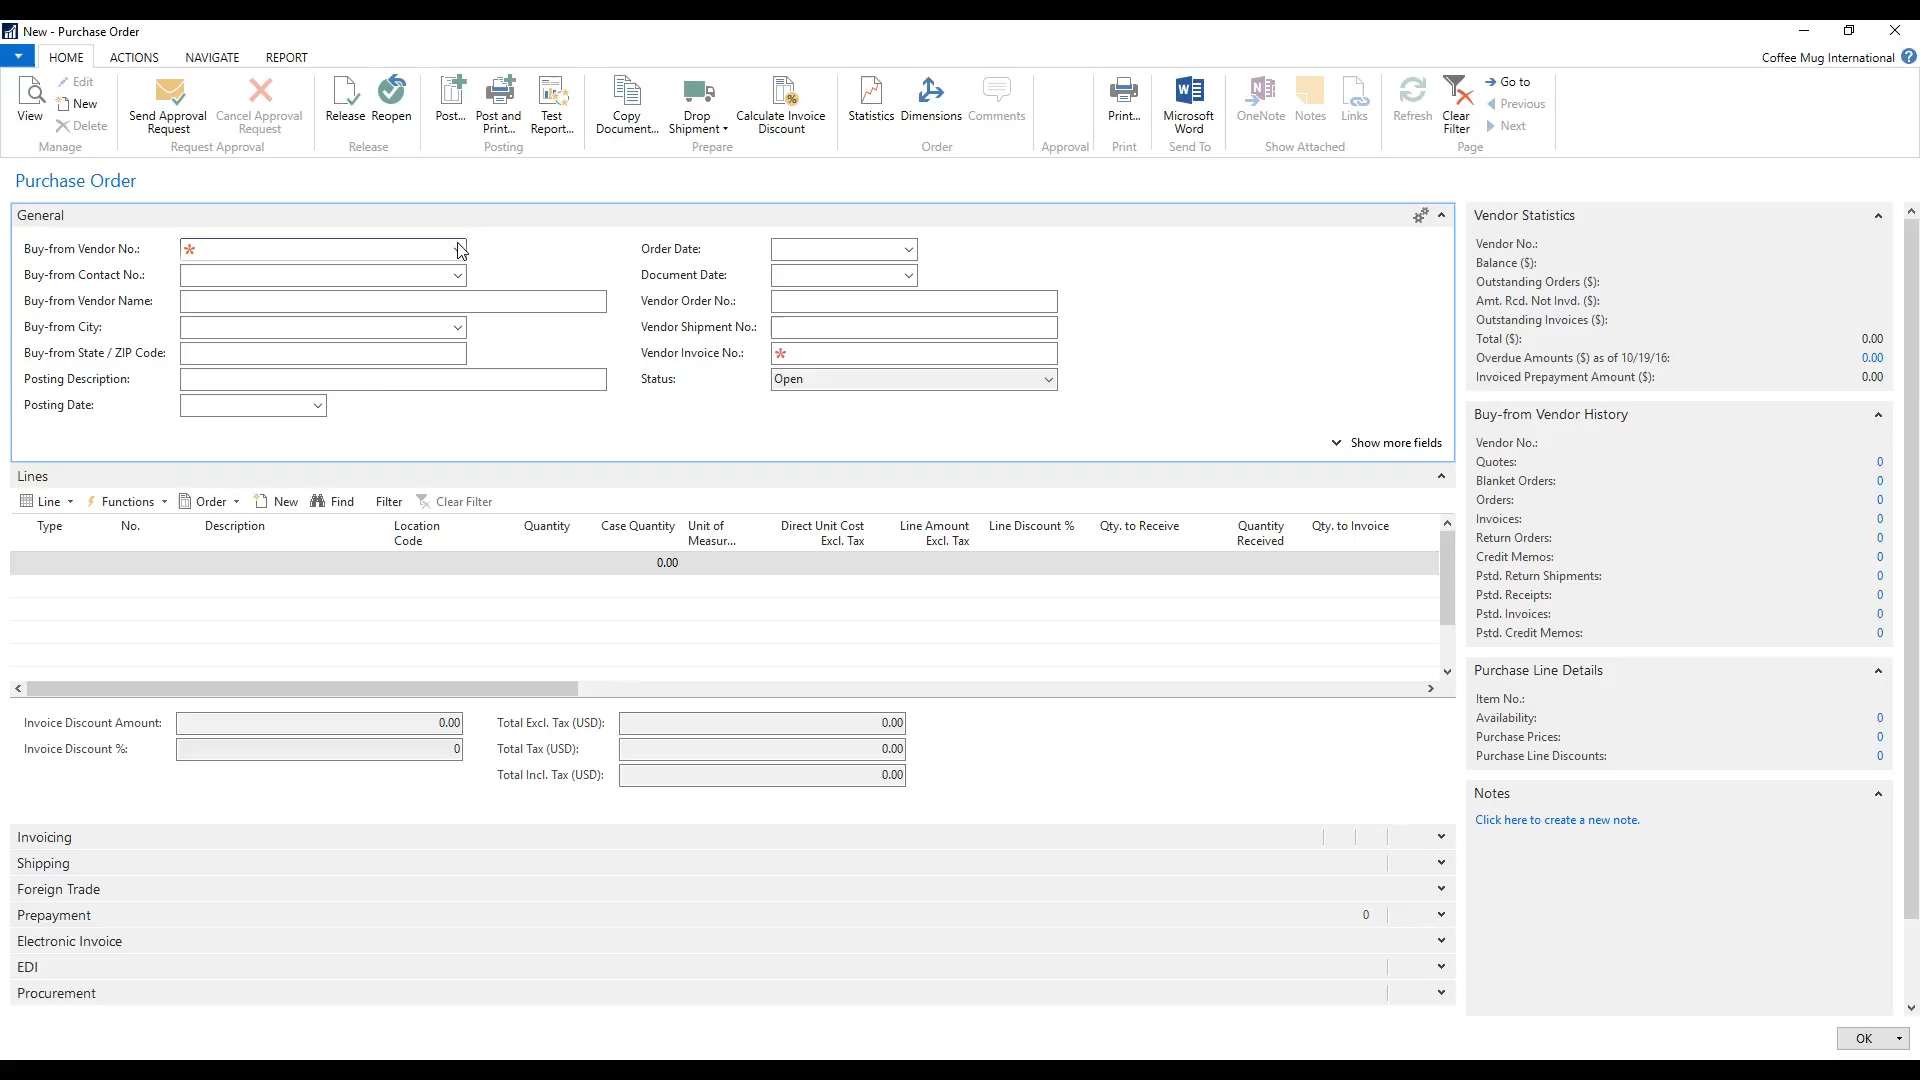 New - Purchase Order
HOME ACTIONS NAVIGATE REPORT
Coffee Mug International
View
Edit
New
Delete
Manage
Send Approval Request
Cancel Approval Request
Request Approval
Release
Reopen
Release
Post...
Post and Print...
Test Report...
Posting
Copy Document...
Drop Shipment
Calculate Invoice Discount
Prepare
Statistics
Dimensions
Comments
Order
Approval
Print...
Print
Microsoft Word
Send To
OneNote
Notes
Links
Show Attached
Refresh
Clear Filter
Go to
Previous
Next
Page
Purchase Order
General
Buy-from Vendor No.: *
Buy-from Contact No.:
Buy-from Vendor Name:
Buy-from City:
Buy-from State / ZIP Code:
Posting Description:
Posting Date:
Order Date:
Document Date:
Vendor Order No.:
Vendor Shipment No.:
Vendor Invoice No.: *
Status: Open
Show more fields
Lines
Line Functions Order New Find Filter Clear Filter
Type
No.
Description
Location Code
Quantity
Case Quantity
Unit of Measur...
Direct Unit Cost Excl. Tax
Line Amount Excl. Tax
Line Discount %
Qty. to Receive
Quantity Received
Qty. to Invoice
0.00
Invoice Discount Amount: 0.00
Invoice Discount %: 0
Total Excl. Tax (USD): 0.00
Total Tax (USD): 0.00
Total Incl. Tax (USD): 0.00
Invoicing
Shipping
Foreign Trade
Prepayment 0
Electronic Invoice
EDI
Procurement
Vendor Statistics
Vendor No.:
Balance ($):
Outstanding Orders ($):
Amt. Rcd. Not Invd. ($):
Outstanding Invoices ($):
Total ($): 0.00
Overdue Amounts ($) as of 10/19/16: 0.00
Invoiced Prepayment Amount ($): 0.00
Buy-from Vendor History
Vendor No.:
Quotes: 0
Blanket Orders: 0
Orders: 0
Invoices: 0
Return Orders: 0
Credit Memos: 0
Pstd. Return Shipments: 0
Pstd. Receipts: 0
Pstd. Invoices: 0
Pstd. Credit Memos: 0
Purchase Line Details
Item No.:
Availability: 0
Purchase Prices: 0
Purchase Line Discounts: 0
Notes
Click here to create a new note.
OK